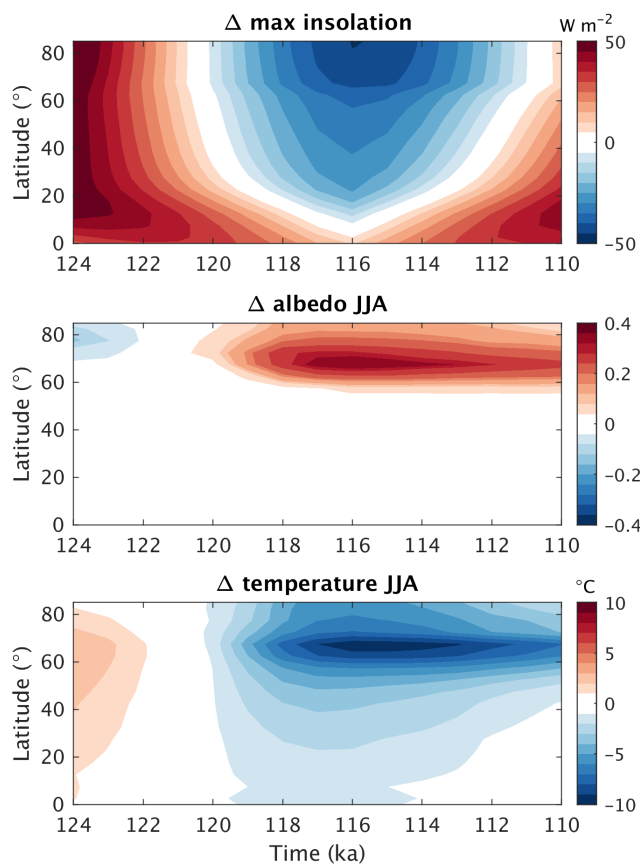 Δ max insolation
W m⁻²
Latitude (°)
80
60
40
20
0
124 122 120 118 116 114 112 110
50
0
-50
Δ albedo JJA
Latitude (°)
80
60
40
20
0
124 122 120 118 116 114 112 110
0.4
0.2
0
-0.2
-0.4
Δ temperature JJA
°C
Latitude (°)
80
60
40
20
0
124 122 120 118 116 114 112 110
Time (ka)
10
5
0
-5
-10